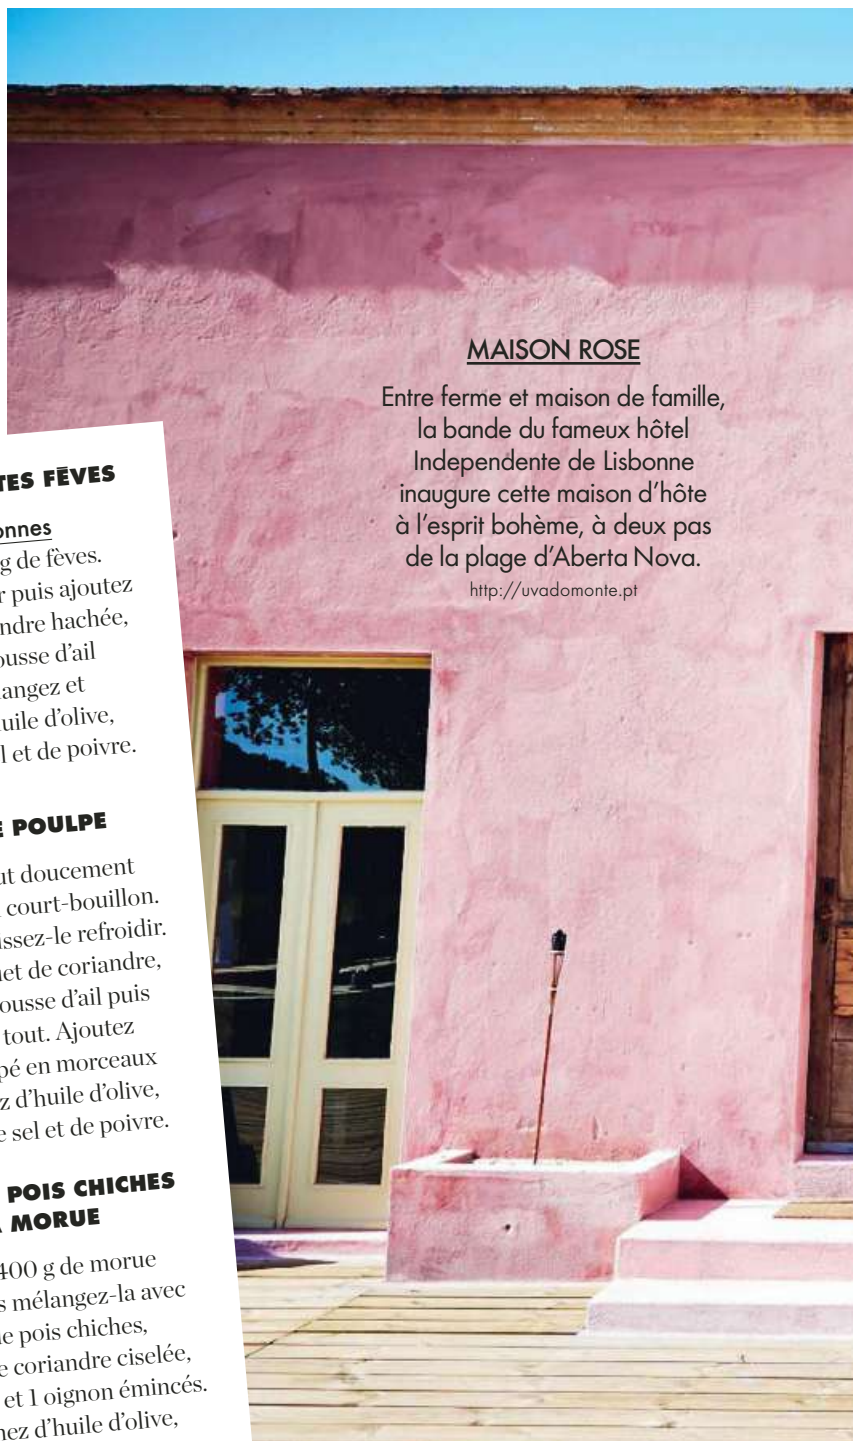 MAISON ROSE
Entre ferme et maison de famille,
la bande du fameux hôtel
Independente de Lisbonne
inaugure cette maison d’hôte
à l’esprit bohème, à deux pas
de la plage d’Aberta Nova.
http://uvadomonte.pt
TES FÈVES
onnes
g de fèves.
r puis ajoutez
ndre hachée,
ousse d’ail
langez et
uile d’olive,
l et de poivre.
E POULPE
ut doucement
court-bouillon.
issez-le refroidir.
uet de coriandre,
ousse d’ail puis
tout. Ajoutez
pé en morceaux
z d’huile d’olive,
e sel et de poivre.
POIS CHICHES
A MORUE
400 g de morue
s mélangez-la avec
e pois chiches,
e coriandre ciselée,
et 1 oignon émincés.
nez d’huile d’olive,